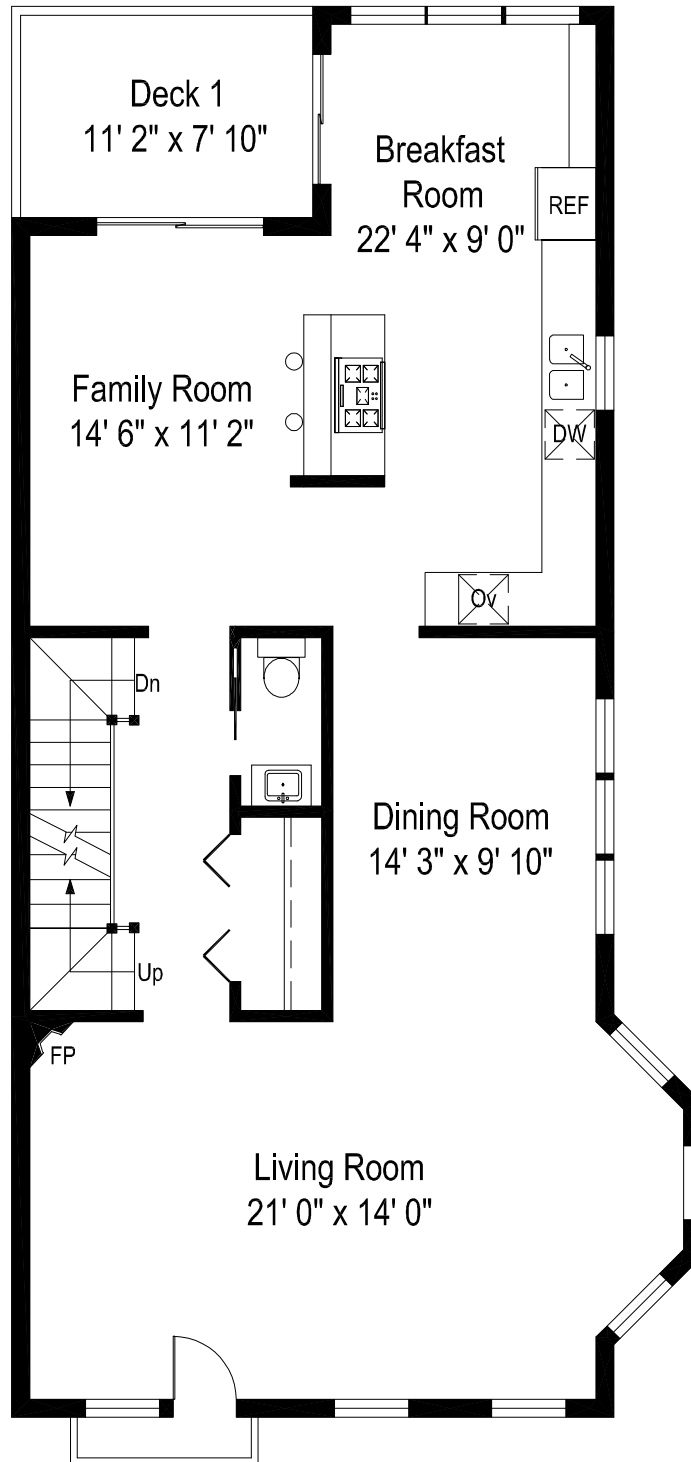 Deck 1
11' 2" x 7' 10"
Breakfast
Room
22' 4" x 9' 0"
REF
Family Room
14' 6" x 11' 2"
DW
Ov
Dn
Dining Room
14' 3" x 9' 10"
Up
FP
Living Room
21' 0" x 14' 0"